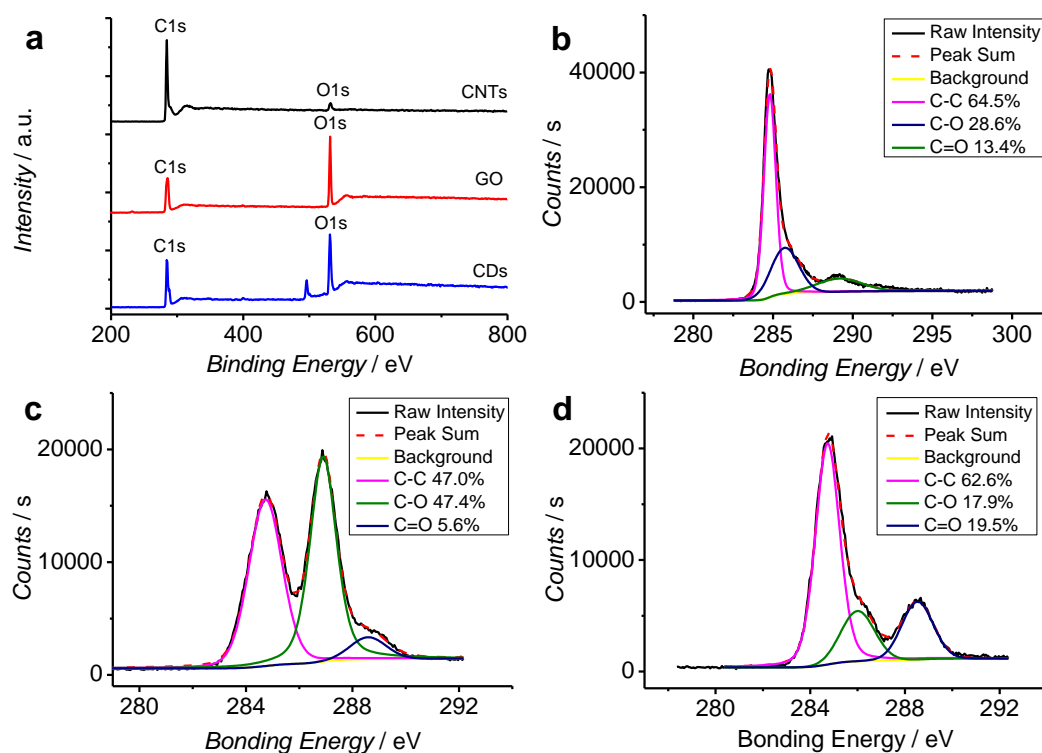 a
C1s
O1s
CNTs
C1s
O1s
GO
C1s
O1s
CDs
Intensity / a.u.
200 400 600 800
Binding Energy / eV
b
Raw Intensity
Peak Sum
Background
C-C 64.5%
C-O 28.6%
C=O 13.4%
Counts / s
40000
20000
0
280 285 290 295 300
Bonding Energy / eV
c
Raw Intensity
Peak Sum
Background
C-C 47.0%
C-O 47.4%
C=O 5.6%
Counts / s
20000
10000
0
280 284 288 292
Bonding Energy / eV
d
Raw Intensity
Peak Sum
Background
C-C 62.6%
C-O 17.9%
C=O 19.5%
Counts / s
20000
10000
0
280 284 288 292
Bonding Energy / eV